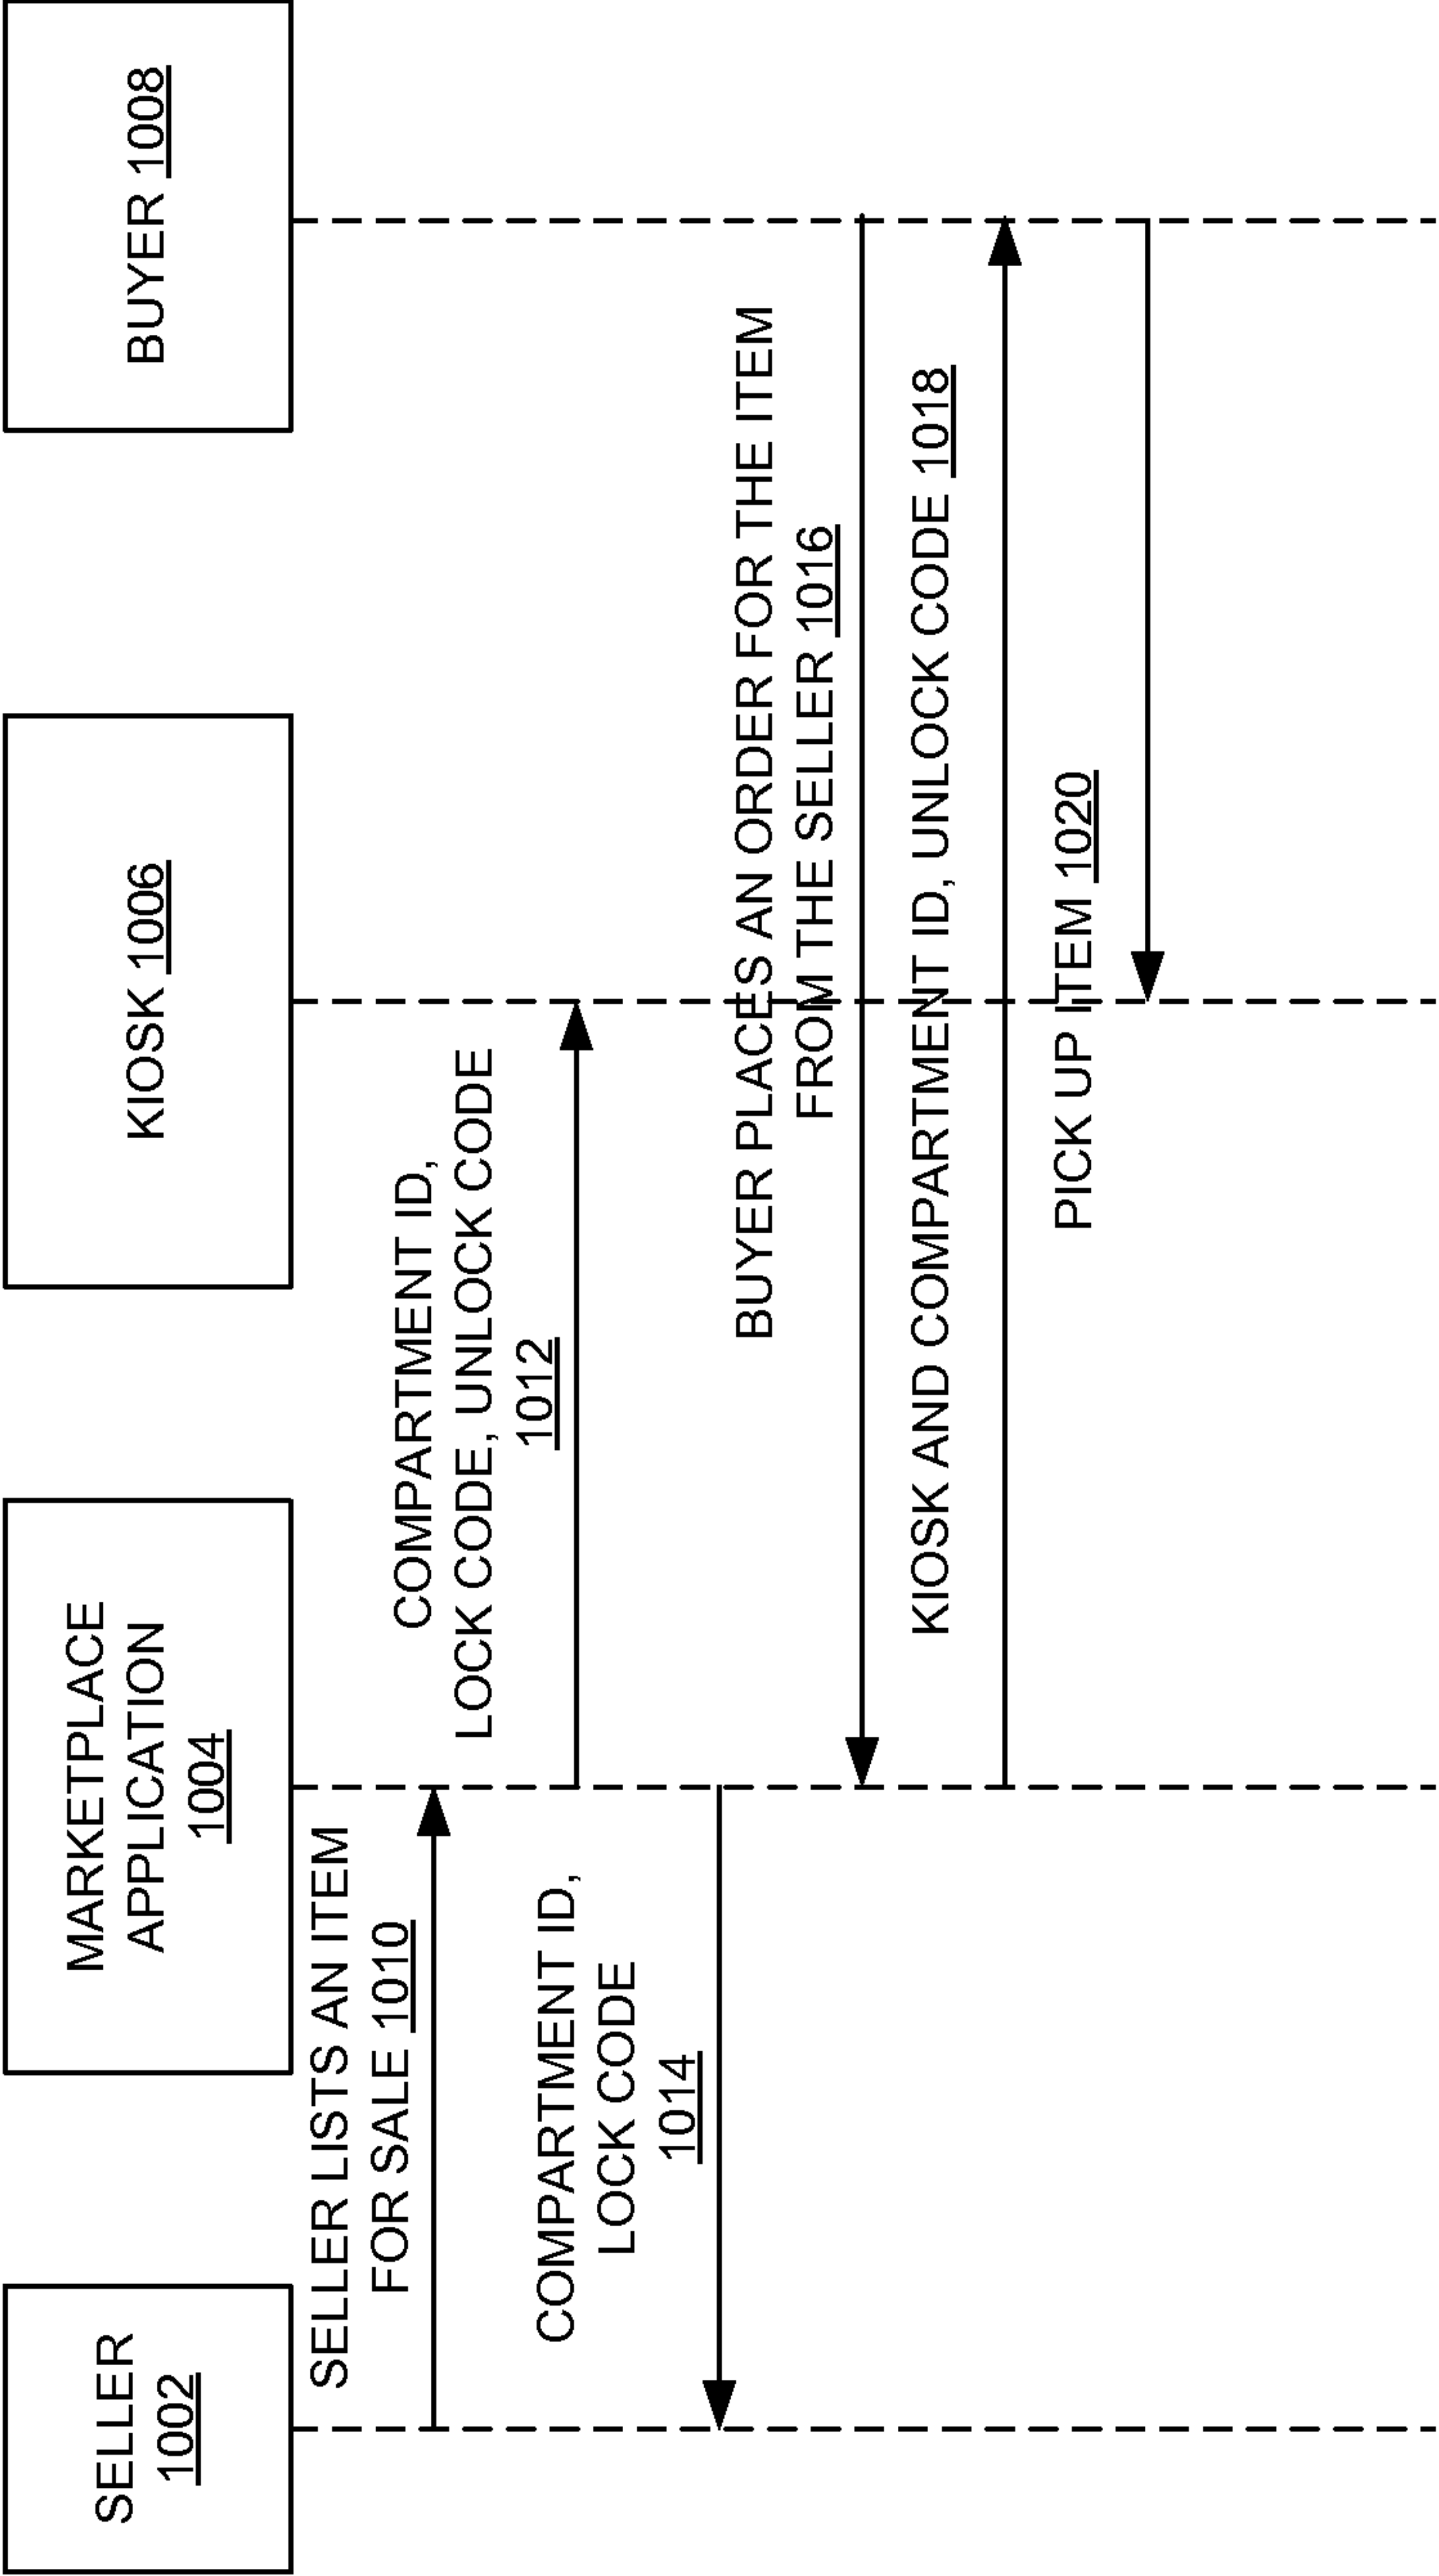 SELLER
1002
MARKETPLACE
APPLICATION
1004
KIOSK 1006
BUYER 1008
SELLER LISTS AN ITEM
FOR SALE 1010
COMPARTMENT ID,
LOCK CODE, UNLOCK CODE
1012
COMPARTMENT ID,
LOCK CODE
1014
BUYER PLACES AN ORDER FOR THE ITEM
FROM THE SELLER 1016
KIOSK AND COMPARTMENT ID, UNLOCK CODE 1018
PICK UP ITEM 1020